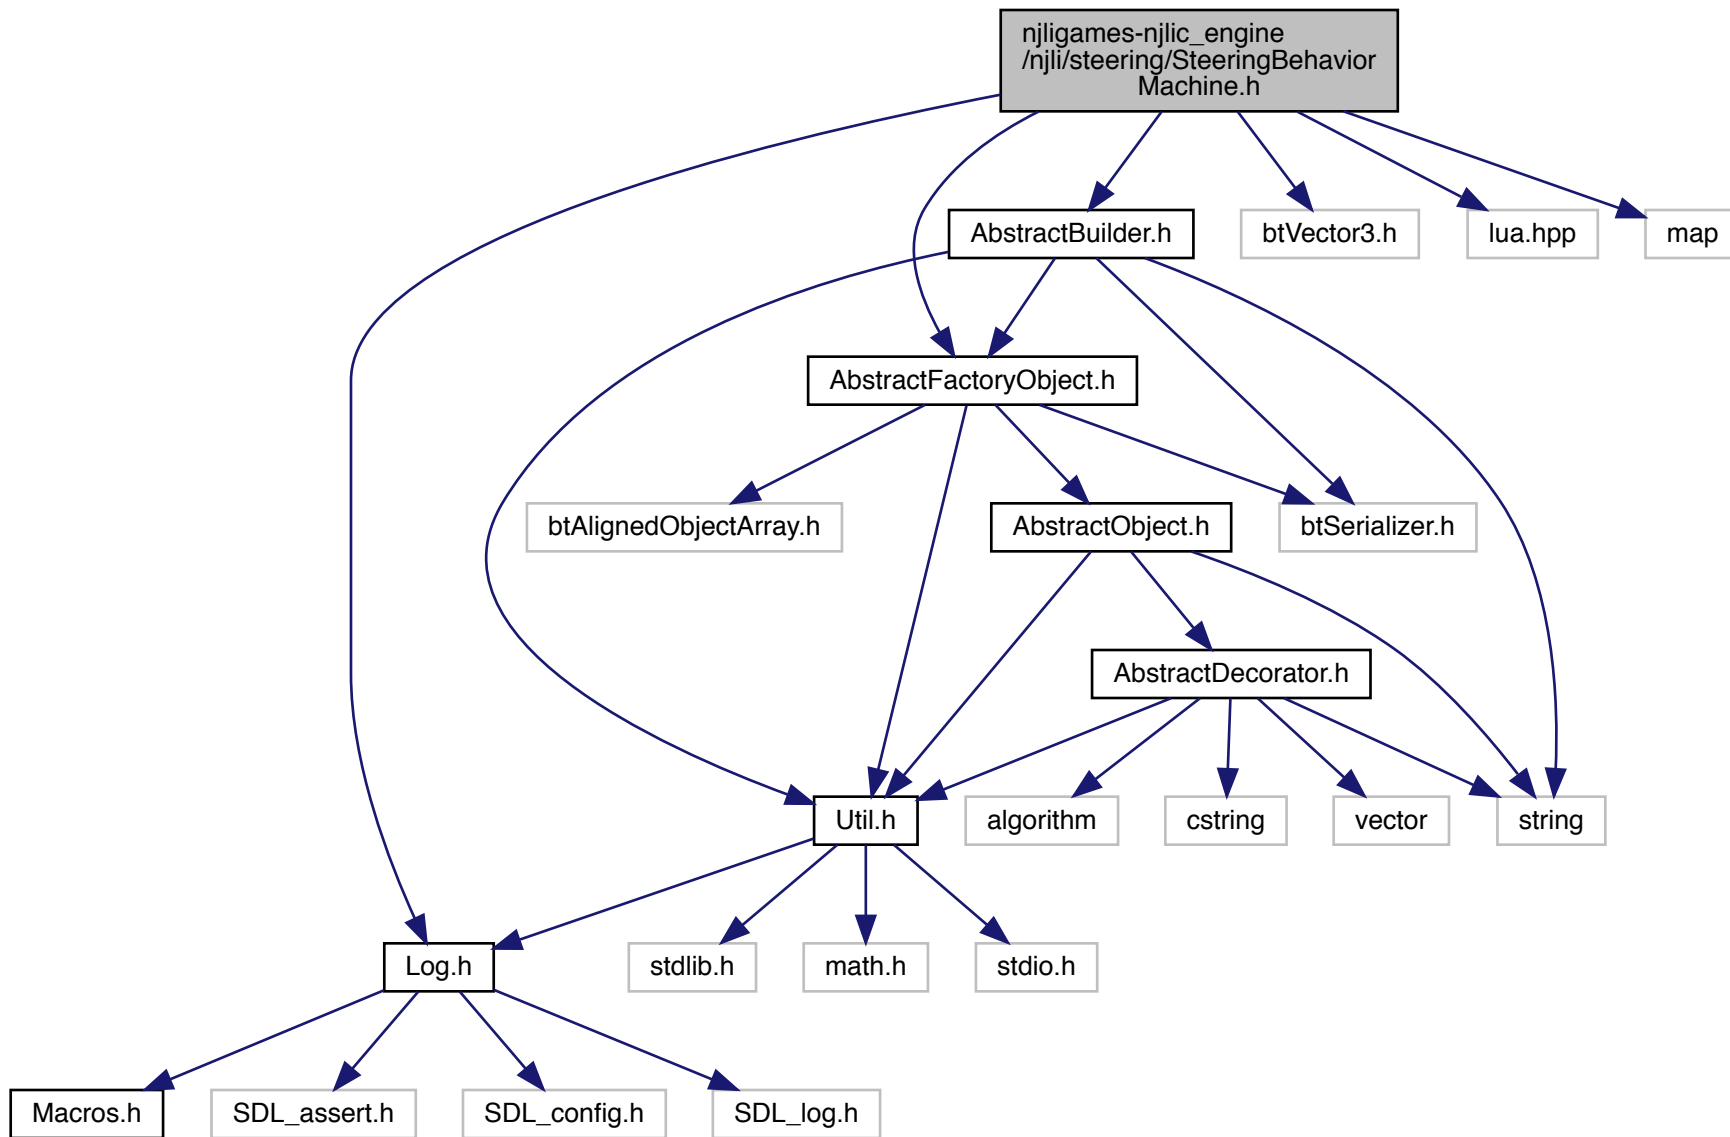 njligames-njlic_engine
/njli/steering/SteeringBehavior
Machine.h
AbstractBuilder.h
btVector3.h
lua.hpp
map
AbstractFactoryObject.h
btAlignedObjectArray.h
AbstractObject.h
btSerializer.h
AbstractDecorator.h
Util.h
algorithm
cstring
vector
string
Log.h
stdlib.h
math.h
stdio.h
Macros.h
SDL_assert.h
SDL_config.h
SDL_log.h